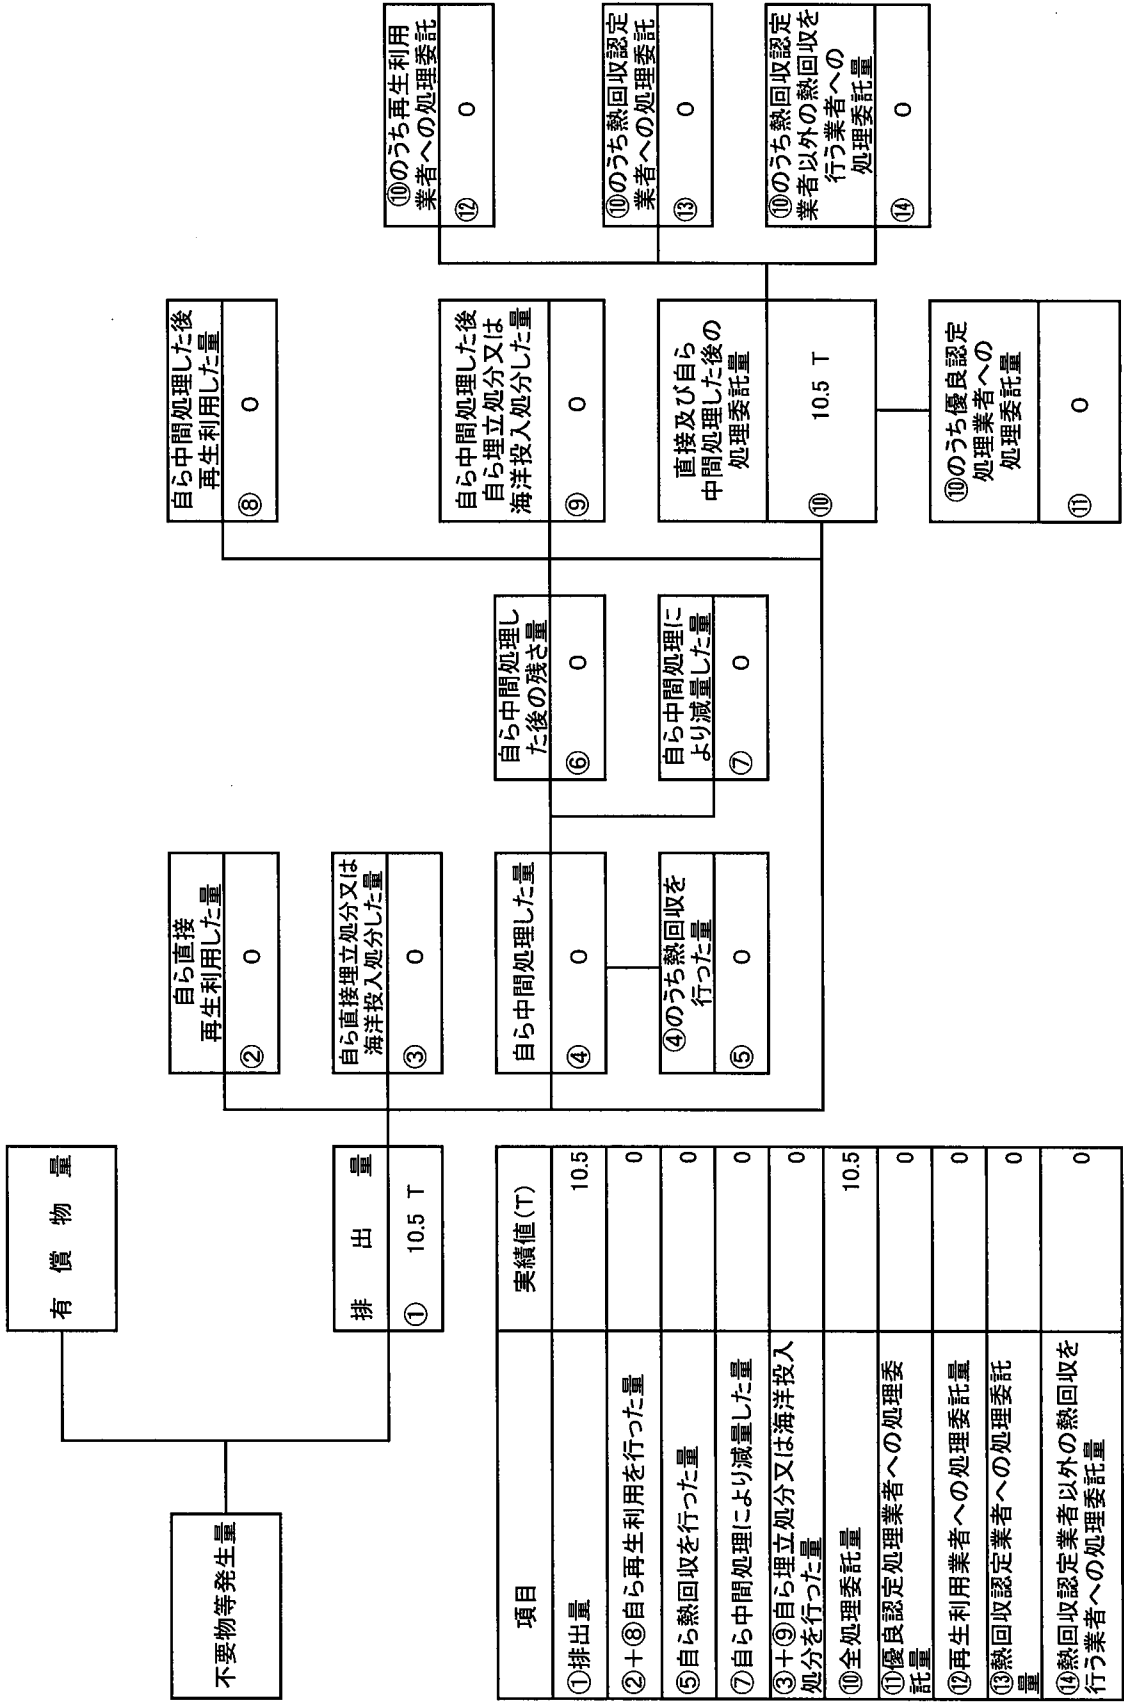 不要物等発生量
有 償 物 量
排 出 量
① 10.5 T
自ら直接
再生利用した量
② 0
自ら直接埋立処分又は
海洋投入処分した量
③ 0
自ら中間処理した量
④ 0
④のうち熱回収を
行った量
⑤ 0
自ら中間処理し
た後の残さ量
⑥ 0
自ら中間処理に
より減量した量
⑦ 0
自ら中間処理した後
再生利用した量
⑧ 0
自ら中間処理した後
自ら埋立処分又は
海洋投入処分した量
⑨ 0
直接及び自ら
中間処理した後の
処理委託量
⑩ 10.5 T
⑩のうち優良認定
処理業者への
処理委託量
⑪ 0
⑩のうち再生利用
業者への処理委託
⑫ 0
⑩のうち熱回収認定
業者への処理委託
⑬ 0
⑩のうち熱回収認定
業者以外の熱回収を
行う業者への
処理委託量
⑭ 0
項目 実績値(T)
①排出量 10.5
②+⑧自ら再生利用を行った量 0
⑤自ら熱回収を行った量 0
⑦自ら中間処理により減量した量 0
③+⑨自ら埋立処分又は海洋投入
処分を行った量 0
⑩全処理委託量 10.5
⑪優良認定処理業者への処理委
託量 0
⑫再生利用業者への処理委託量 0
⑬熱回収認定業者への処理委託
量 0
⑭熱回収認定業者以外の熱回収を
行う業者への処理委託量 0